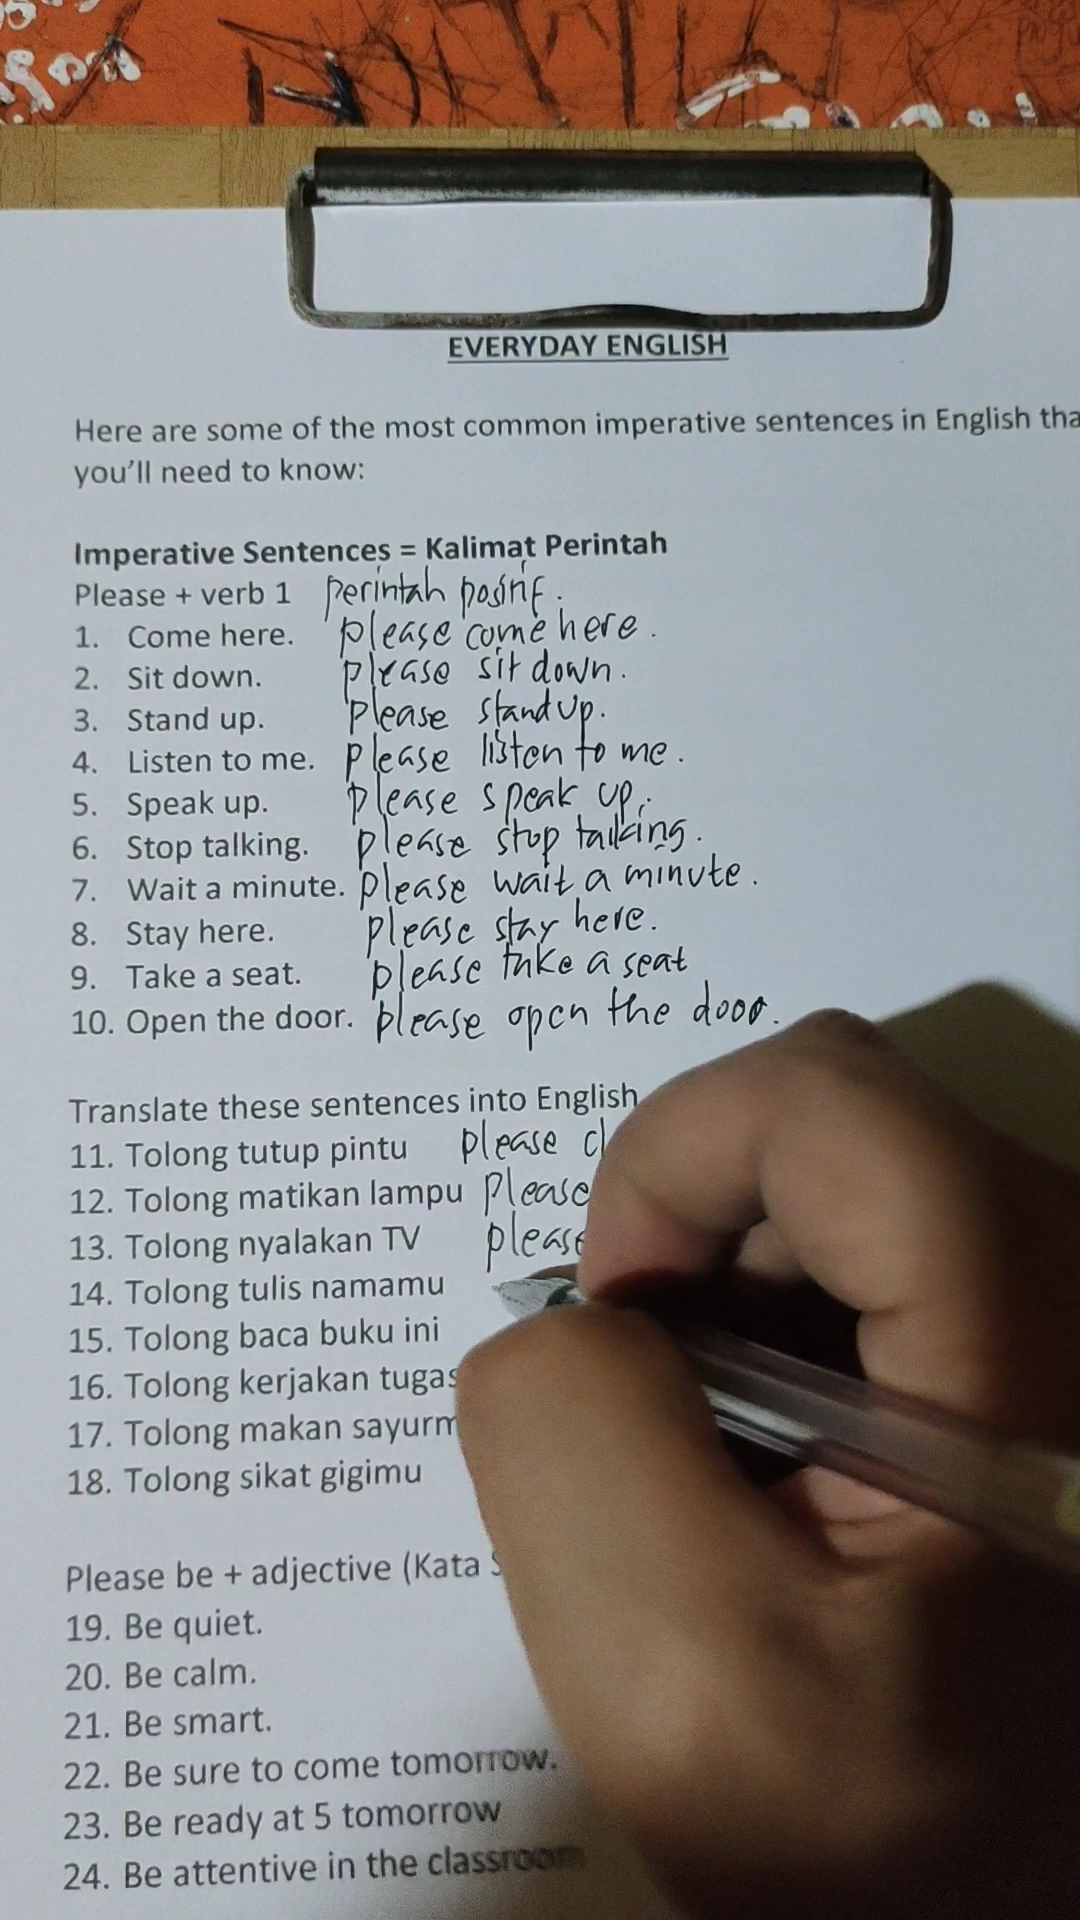 EVERYDAY ENGLISH
Here are some of the most common imperative sentences in English tha
you'll need to know:
Imperative Sentences = Kalimat Perintah
Please + verb 1 perintah positif.
1. Come here. please come here.
2. Sit down. please sit down.
3. Stand up. please stand up.
4. Listen to me. please listen to me.
5. Speak up. please speak up.
6. Stop talking. please stop talking.
7. Wait a minute. please wait a minute.
8. Stay here. please stay here.
9. Take a seat. please take a seat
10. Open the door. please open the door.
Translate these sentences into English
11. Tolong tutup pintu please cl
12. Tolong matikan lampu Please
13. Tolong nyalakan TV please
14. Tolong tulis namamu
15. Tolong baca buku ini
16. Tolong kerjakan tugas
17. Tolong makan sayurm
18. Tolong sikat gigimu
Please be + adjective (Kata S
19. Be quiet.
20. Be calm.
21. Be smart.
22. Be sure to come tomorrow.
23. Be ready at 5 tomorrow
24. Be attentive in the classroom